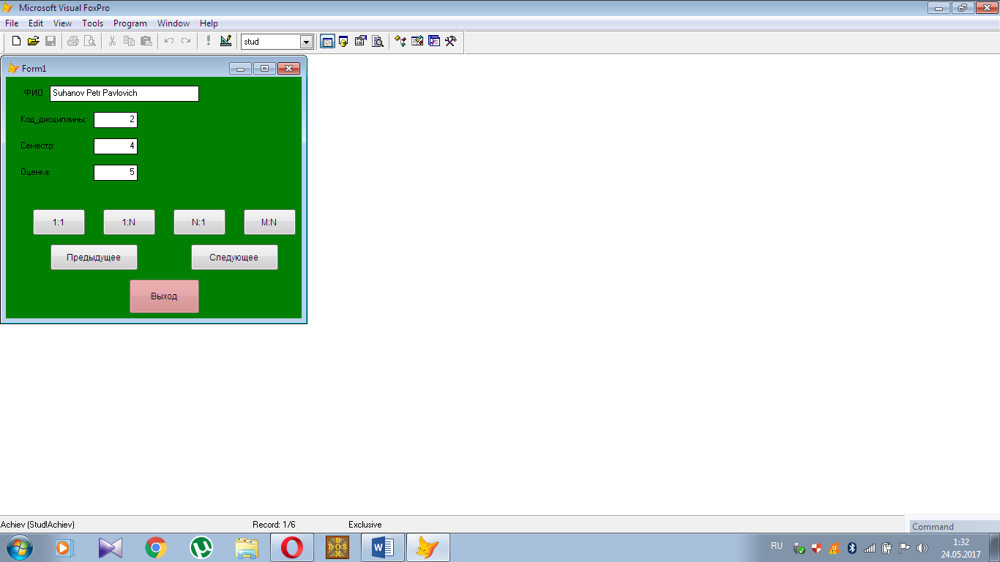 Microsoft Visual FoxPro
File Edit View Tools Program Window Help
stud
Form1
ФИО Suhanov Petr Pavlovich
Код_дисциплины: 2
Семестр: 4
Оценка: 5
1:1 1:N N:1 M:N
Предыдущее Следующее
Выход
Achiev (Stud!Achiev) Record: 1/6 Exclusive
Command
B
DOS
X
RU 1:32
24.05.2017